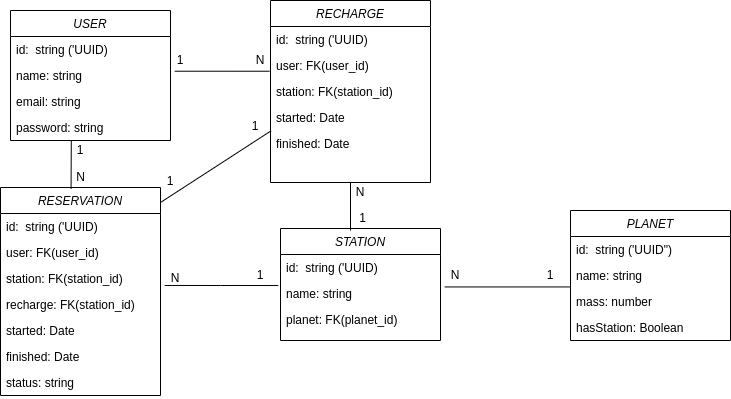 USER
id:  string ('UUID)
name: string
email: string
password: string
RECHARGE
id:  string ('UUID)
user: FK(user_id)
station: FK(station_id)
started: Date
finished: Date
1
N
1
N
1
1
RESERVATION
id:  string ('UUID)
user: FK(user_id)
station: FK(station_id)
recharge: FK(station_id)
started: Date
finished: Date
status: string
N
1
N
1
STATION
id:  string ('UUID)
name: string
planet: FK(planet_id)
N
1
PLANET
id:  string ('UUID")
name: string
mass: number
hasStation: Boolean